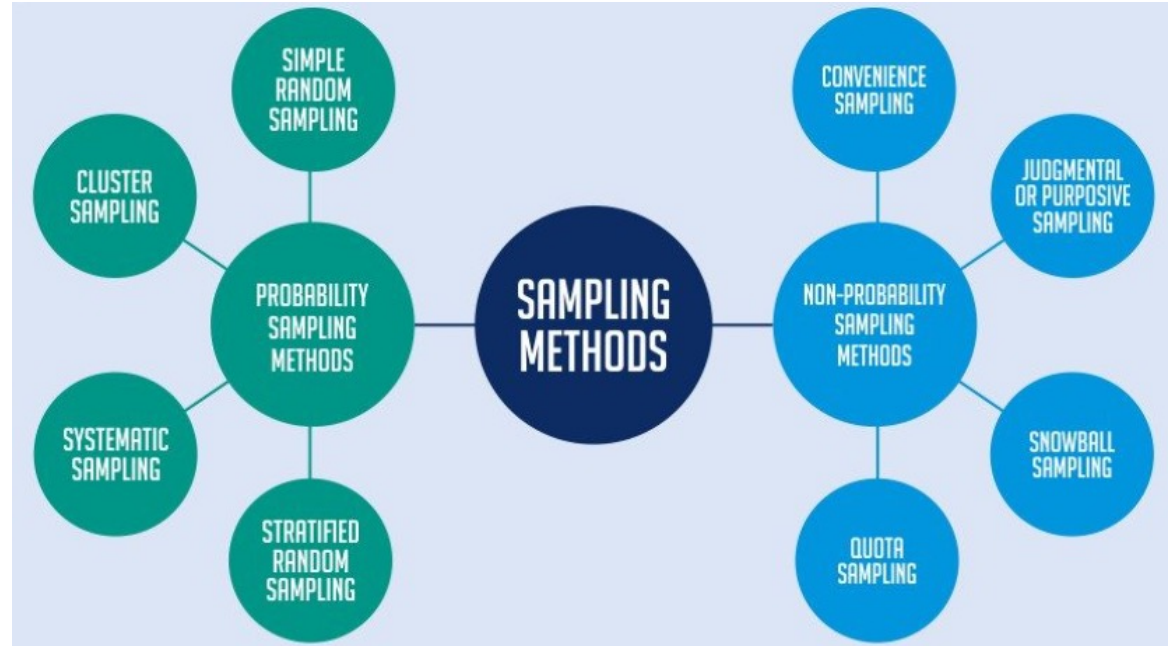 SIMPLE
RANDOM
SAMPLING
CLUSTER
SAMPLING
PROBABILITY
SAMPLING
METHODS
SYSTEMATIC
SAMPLING
STRATIFIED
RANDOM
SAMPLING
SAMPLING
METHODS
CONVENIENCE
SAMPLING
JUDGMENTAL
OR PURPOSIVE
SAMPLING
NON-PROBABILITY
SAMPLING
METHODS
SNOWBALL
SAMPLING
QUOTA
SAMPLING